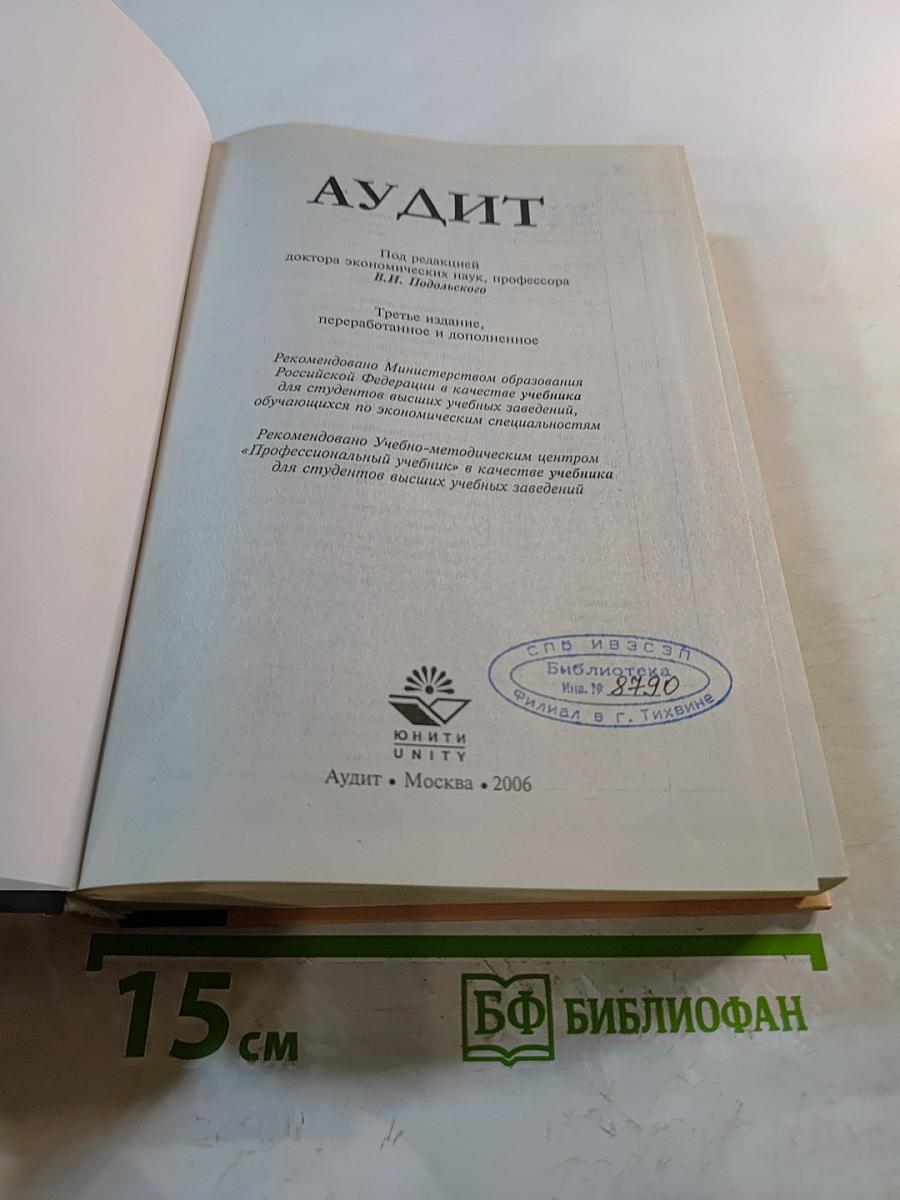 АУДИТ
Под редакцией
доктора экономических наук, профессора
В.И. Подольского
Третье издание,
переработанное и дополненное
Рекомендовано Министерством образования
Российской Федерации в качестве учебника
для студентов высших учебных заведений,
обучающихся по экономическим специальностям
Рекомендовано Учебно-методическим центром
«Профессиональный учебник» в качестве учебника
для студентов высших учебных заведений
СПб ИВЭСЭП
Библиотека
Инв. № 8790
Филиал в г. Тихвине
ЮНИТИ
UNITY
Аудит • Москва • 2006
15 см
БФ БИБЛИОФАН